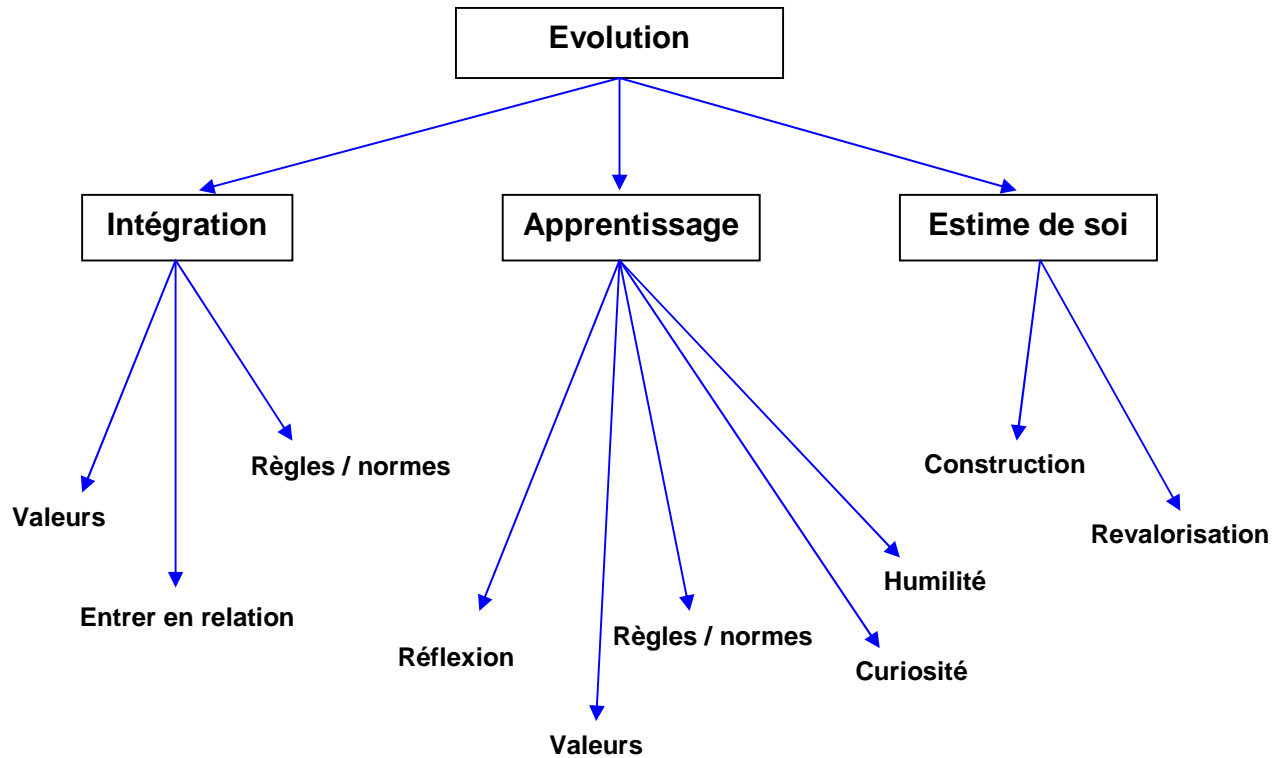 Evolution
Intégration
Apprentissage
Estime de soi
Règles / normes
Construction
Valeurs
Revalorisation
Humilité
Entrer en relation
Règles / normes
Réflexion
Curiosité
Valeurs